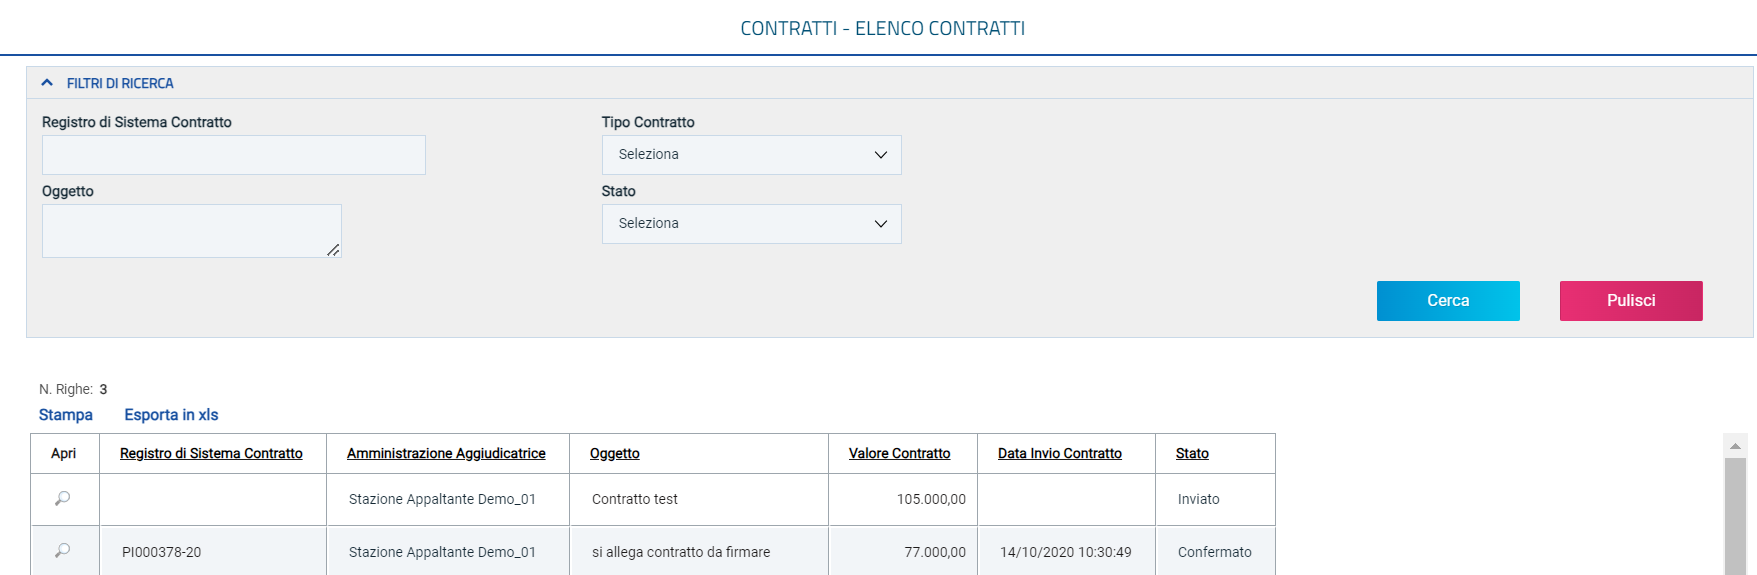 CONTRATTI - ELENCO CONTRATTI
FILTRI DI RICERCA
Registro di Sistema Contratto
Tipo Contratto
Seleziona
Oggetto
Stato
Seleziona
Cerca Pulisci
N. Righe: 3
Stampa Esporta in xls
Apri Registro di Sistema Contratto Amministrazione Aggiudicatrice Oggetto Valore Contratto Data Invio Contratto Stato
Stazione Appaltante Demo_01 Contratto test 105.000,00 Inviato
PI000378-20 Stazione Appaltante Demo_01 si allega contratto da firmare 77.000,00 14/10/2020 10:30:49 Confermato